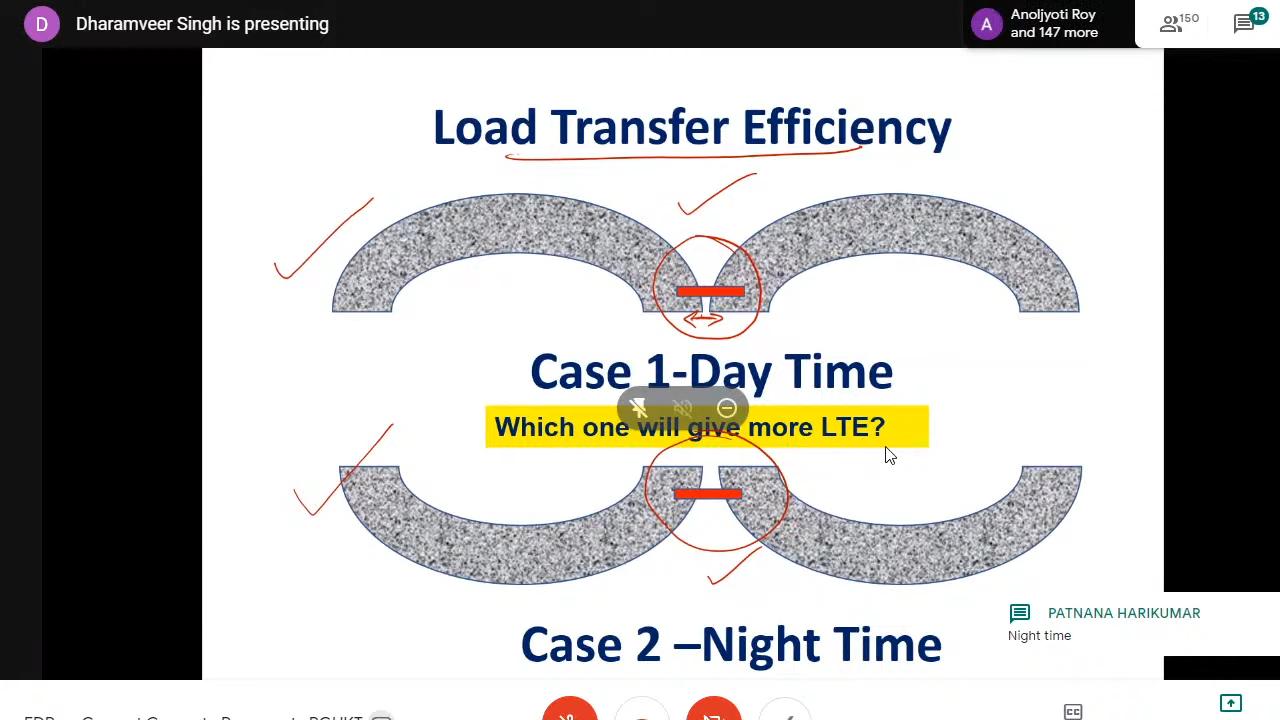 D
Dharamveer Singh is presenting
A
Anoljyoti Roy
and 147 more
150
13
Load Transfer Efficiency
Case 1-Day Time
Which one will give more LTE?
PATNANA HARIKUMAR
Night time
Case 2 –Night Time
CC